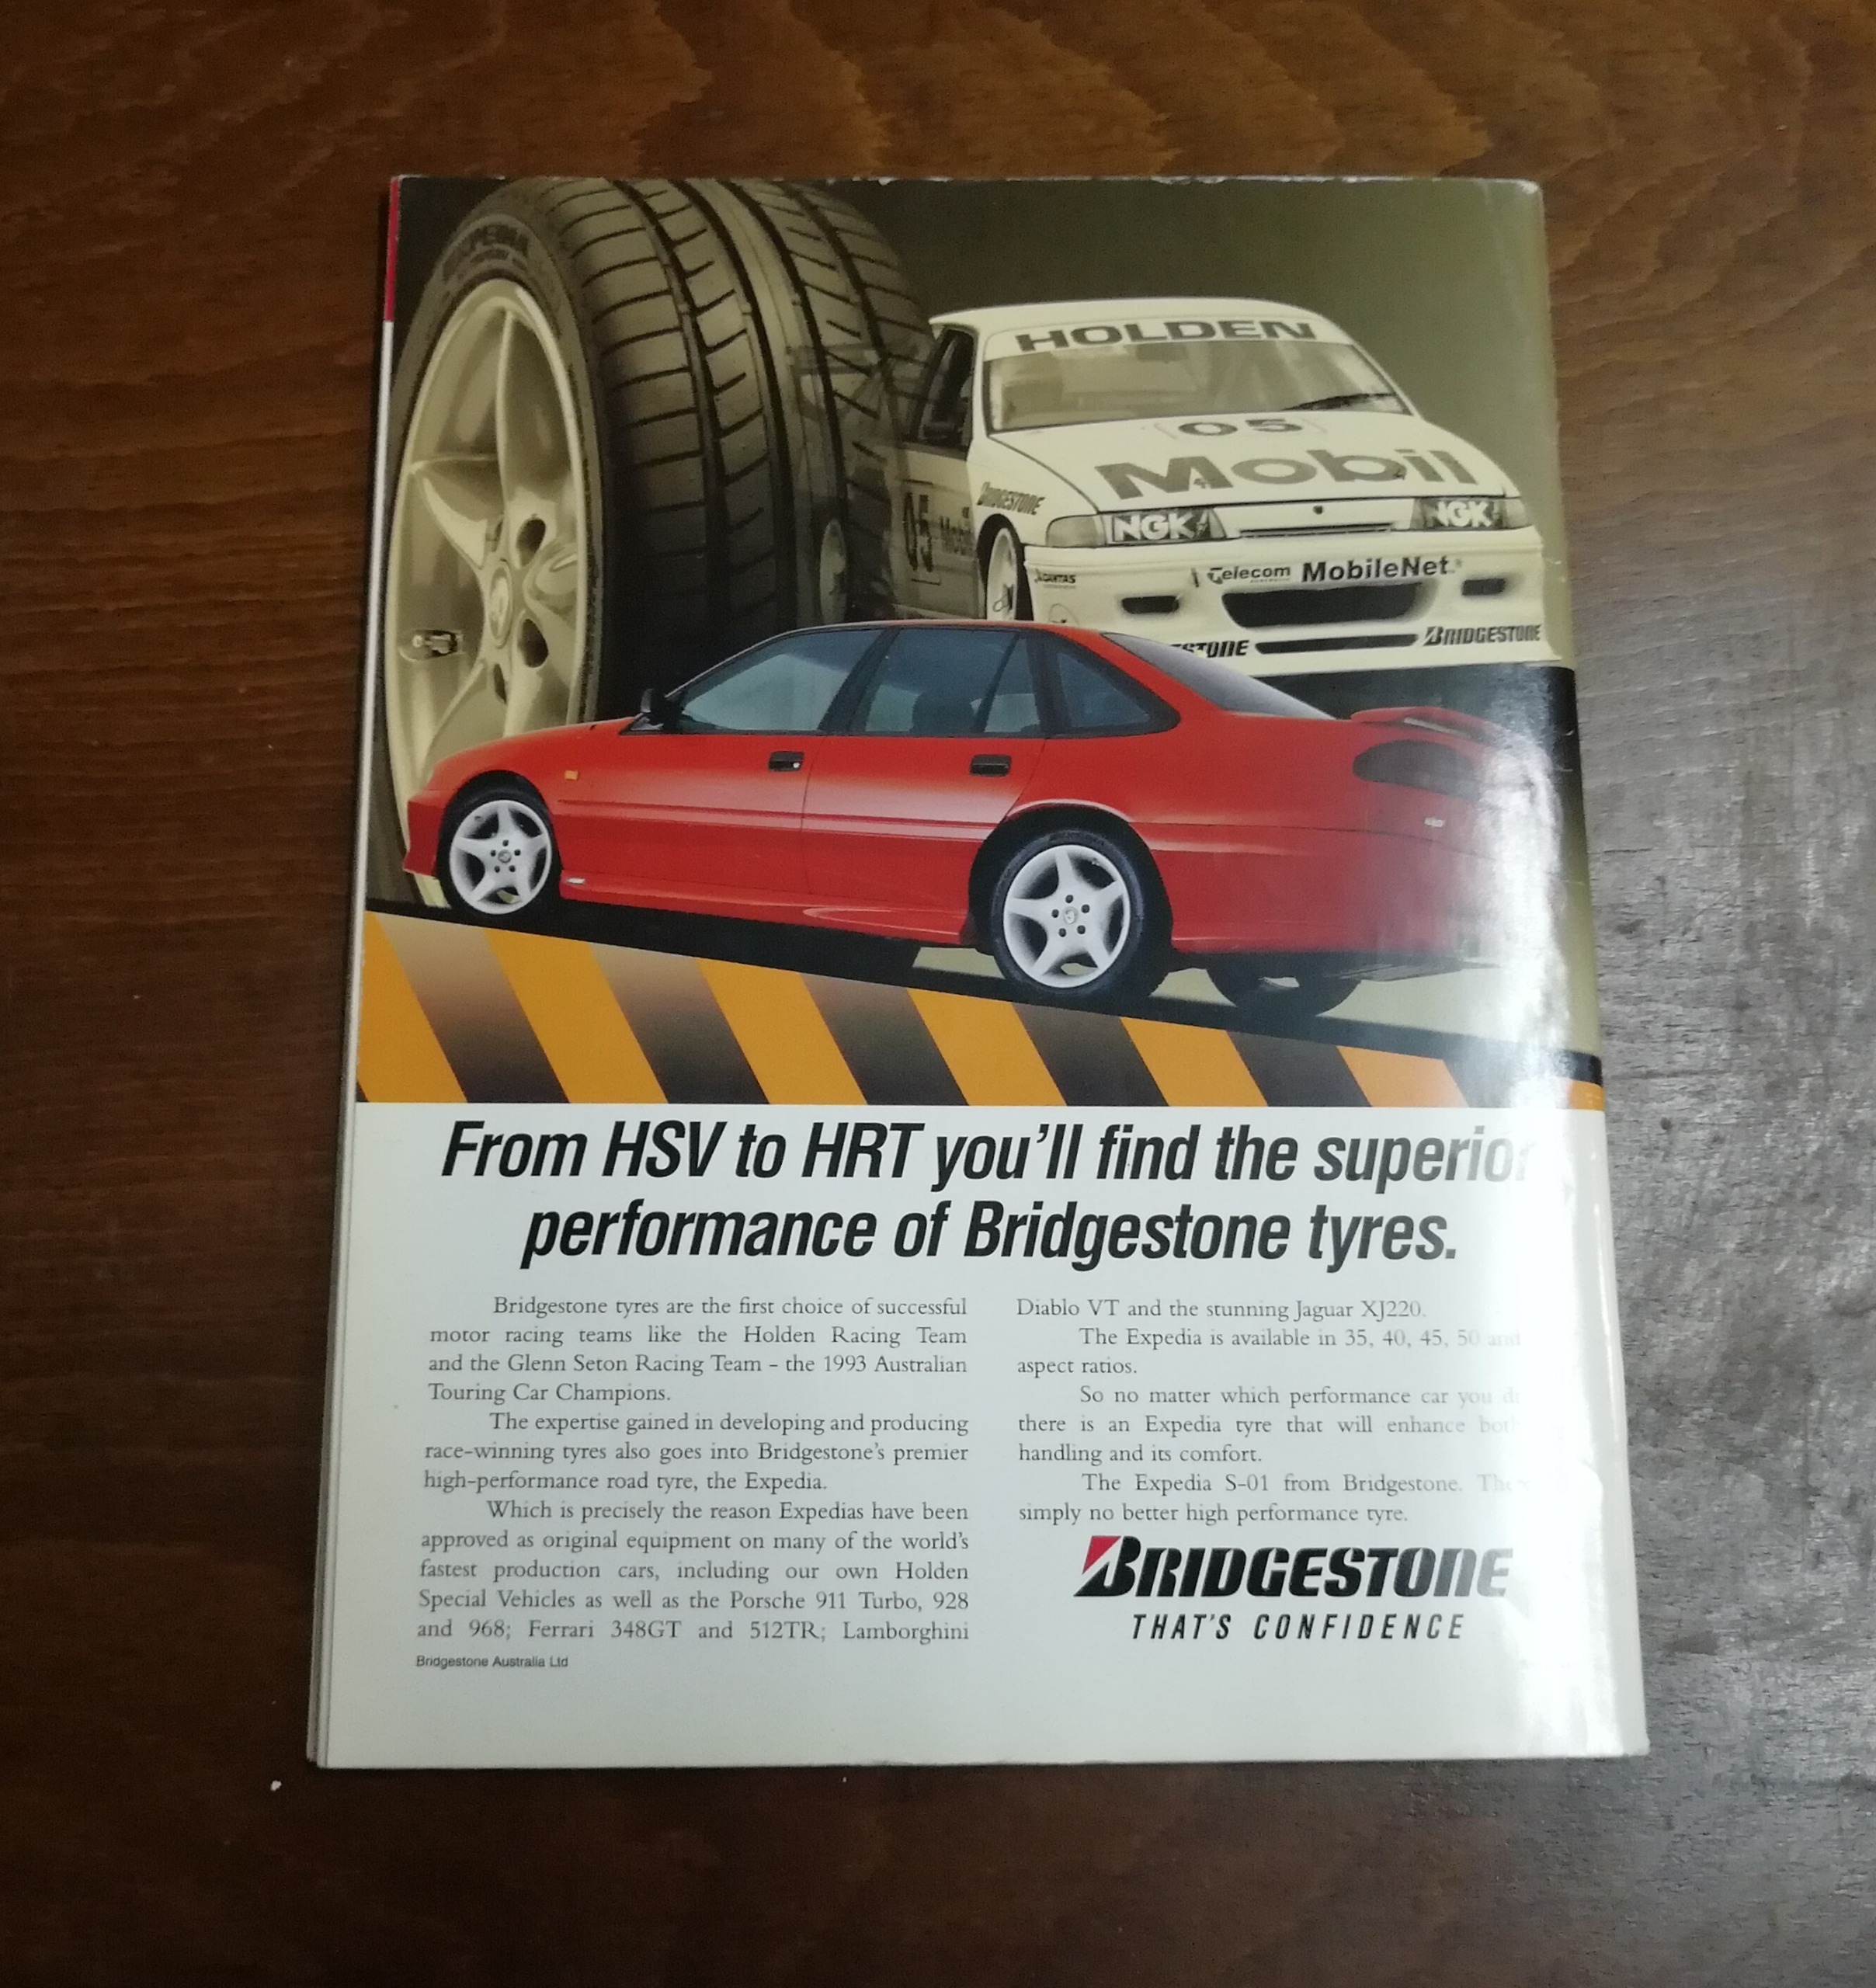 EXPEDIA
HOLDEN
05
Mobil
BRIDGESTONE
NGK
NGK
05
Mobil
QANTAS
Telecom MobileNet
STONE
BRIDGESTONE
From HSV to HRT you'll find the superior
performance of Bridgestone tyres.
Bridgestone tyres are the first choice of successful
motor racing teams like the Holden Racing Team
and the Glenn Seton Racing Team – the 1993 Australian
Touring Car Champions.
The expertise gained in developing and producing
race-winning tyres also goes into Bridgestone's premier
high-performance road tyre, the Expedia.
Which is precisely the reason Expedias have been
approved as original equipment on many of the world's
fastest production cars, including our own Holden
Special Vehicles as well as the Porsche 911 Turbo, 928
and 968; Ferrari 348GT and 512TR; Lamborghini
Diablo VT and the stunning Jaguar XJ220.
The Expedia is available in 35, 40, 45, 50 and
aspect ratios.
So no matter which performance car you
there is an Expedia tyre that will enhance both
handling and its comfort.
The Expedia S-01 from Bridgestone.
simply no better high performance tyre.
BRIDGESTONE
THAT'S CONFIDENCE
Bridgestone Australia Ltd